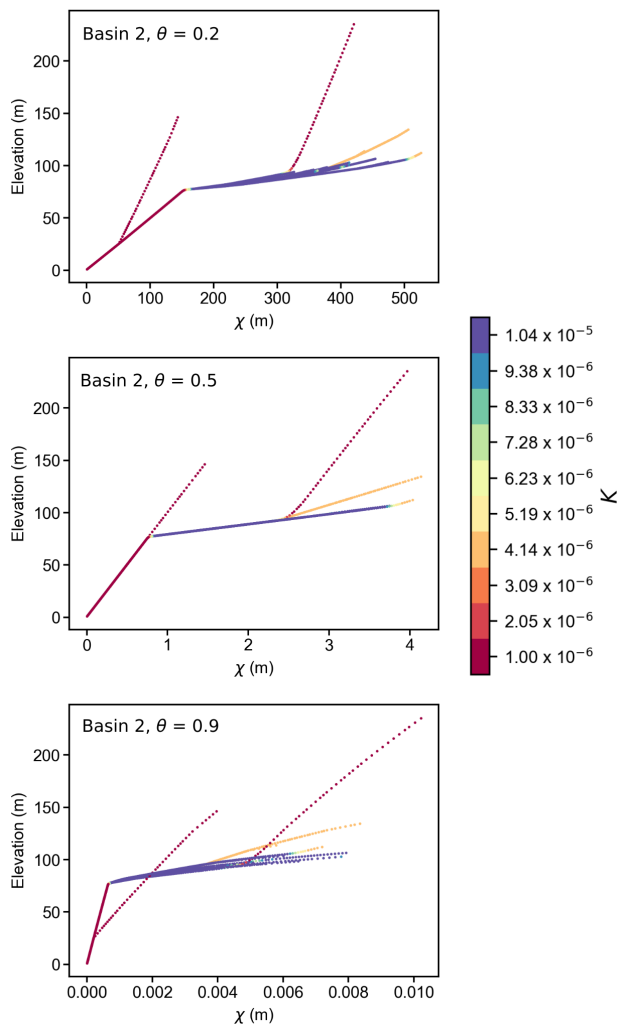 Basin 2, θ = 0.2
Elevation (m)
200
150
100
50
0
0 100 200 300 400 500
χ (m)
Basin 2, θ = 0.5
Elevation (m)
200
150
100
50
0
0 1 2 3 4
χ (m)
Basin 2, θ = 0.9
Elevation (m)
200
150
100
50
0
0.000 0.002 0.004 0.006 0.008 0.010
χ (m)
1.04 x 10⁻⁵
9.38 x 10⁻⁶
8.33 x 10⁻⁶
7.28 x 10⁻⁶
6.23 x 10⁻⁶
5.19 x 10⁻⁶
4.14 x 10⁻⁶
3.09 x 10⁻⁶
2.05 x 10⁻⁶
1.00 x 10⁻⁶
K